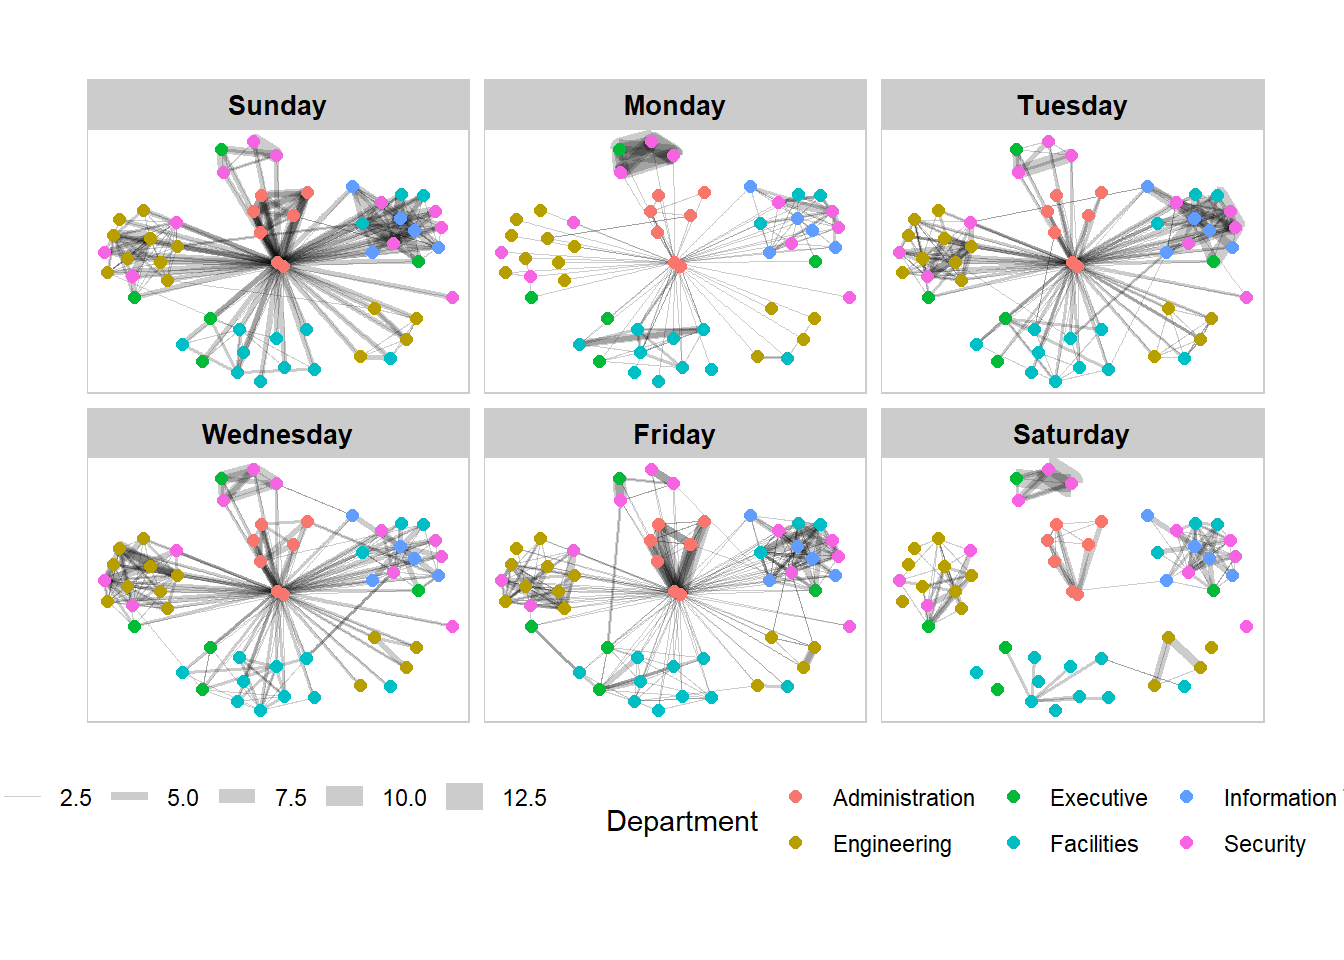 Sunday Monday Tuesday
Wednesday Friday Saturday
2.5 5.0 7.5 10.0 12.5
Department
Administration Executive Information
Engineering Facilities Security